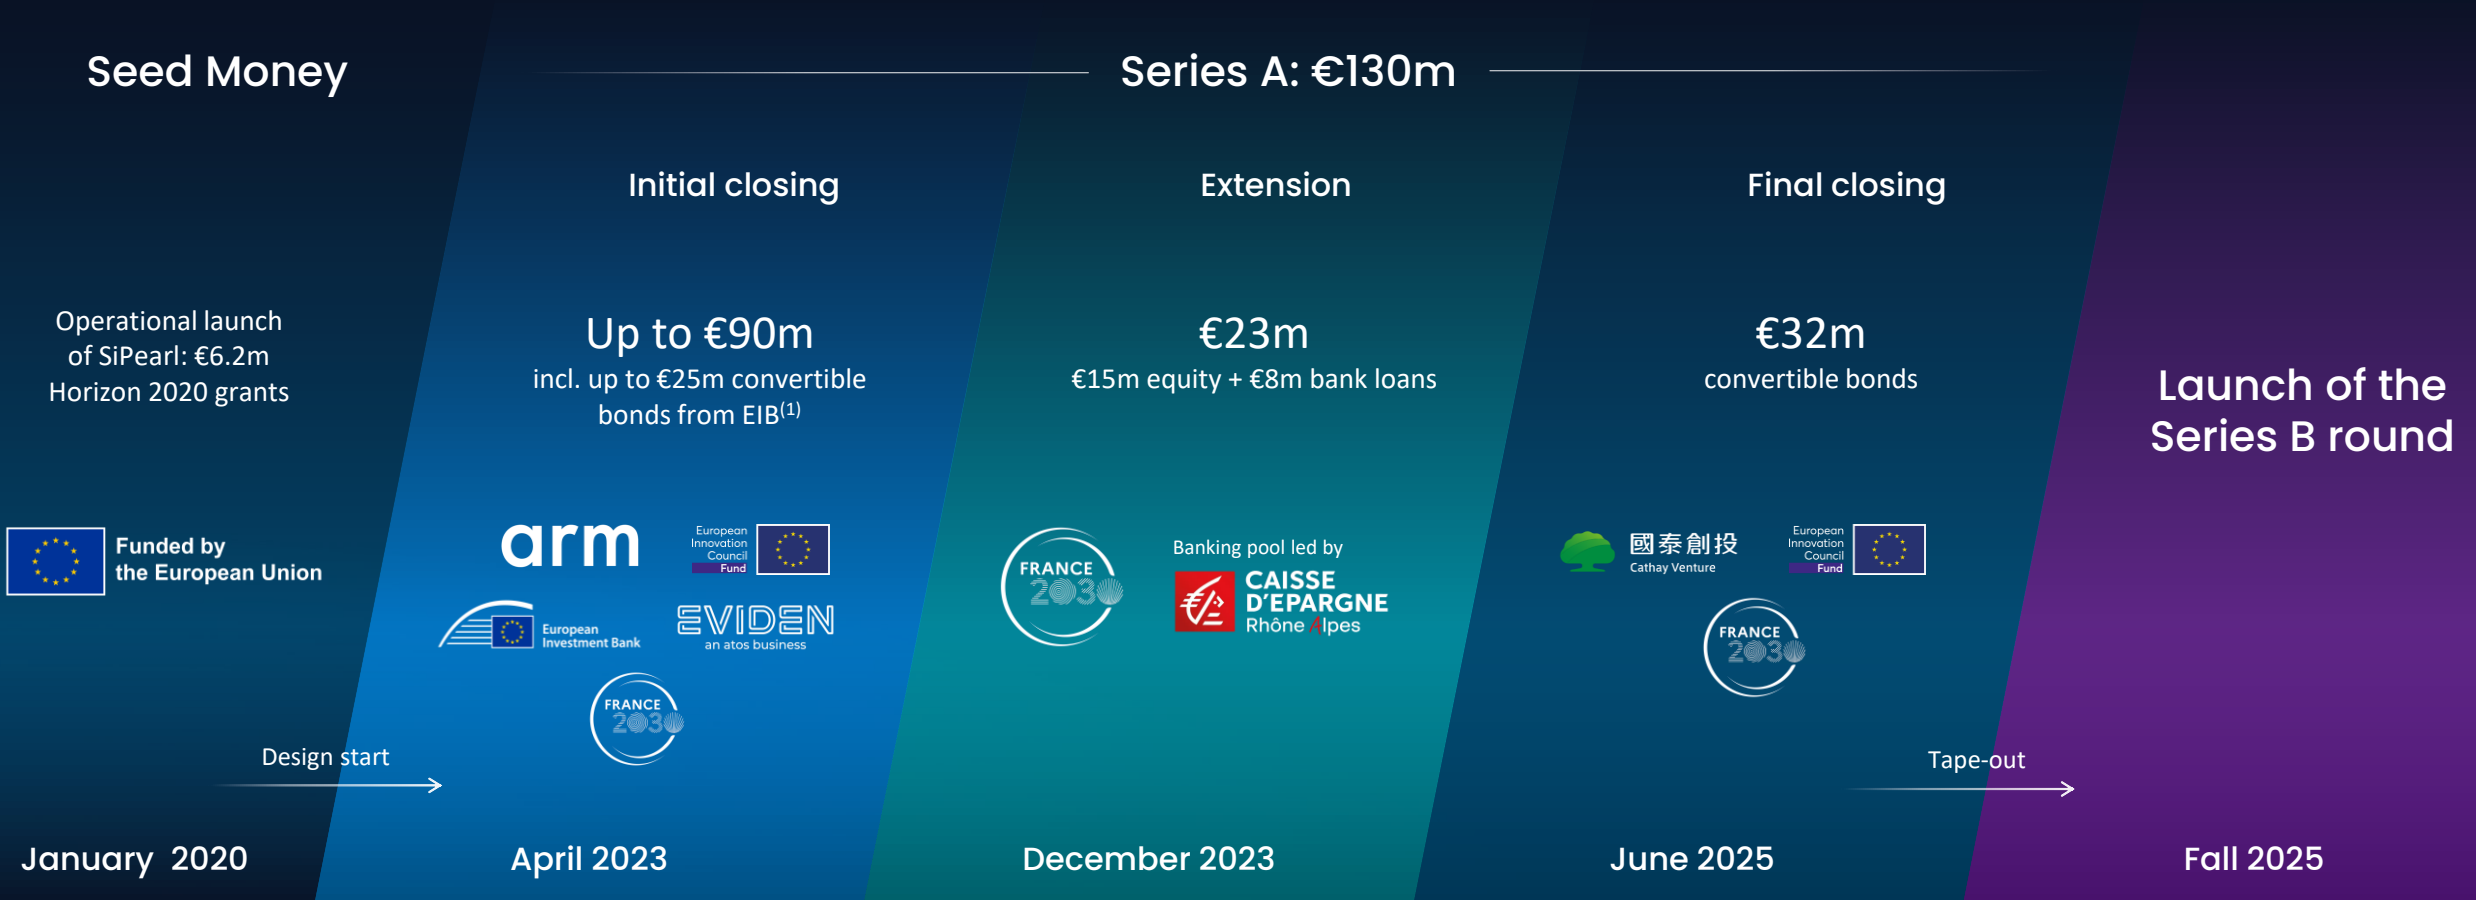 Seed Money
Series A: €130m
Initial closing
Extension
Final closing
Operational launch
of SiPearl: €6.2m
Horizon 2020 grants
Up to €90m
incl. up to €25m convertible
bonds from EIB(1)
€23m
€15m equity + €8m bank loans
€32m
convertible bonds
Launch of the
Series B round
Funded by
the European Union
arm
European
Innovation
Council
Fund
European
Investment Bank
EVIDEN
an atos business
FRANCE
2030
FRANCE
2030
Banking pool led by
CAISSE
D'EPARGNE
Rhône Alpes
國泰創投
Cathay Venture
European
Innovation
Council
Fund
FRANCE
2030
Design start
Tape-out
January 2020
April 2023
December 2023
June 2025
Fall 2025